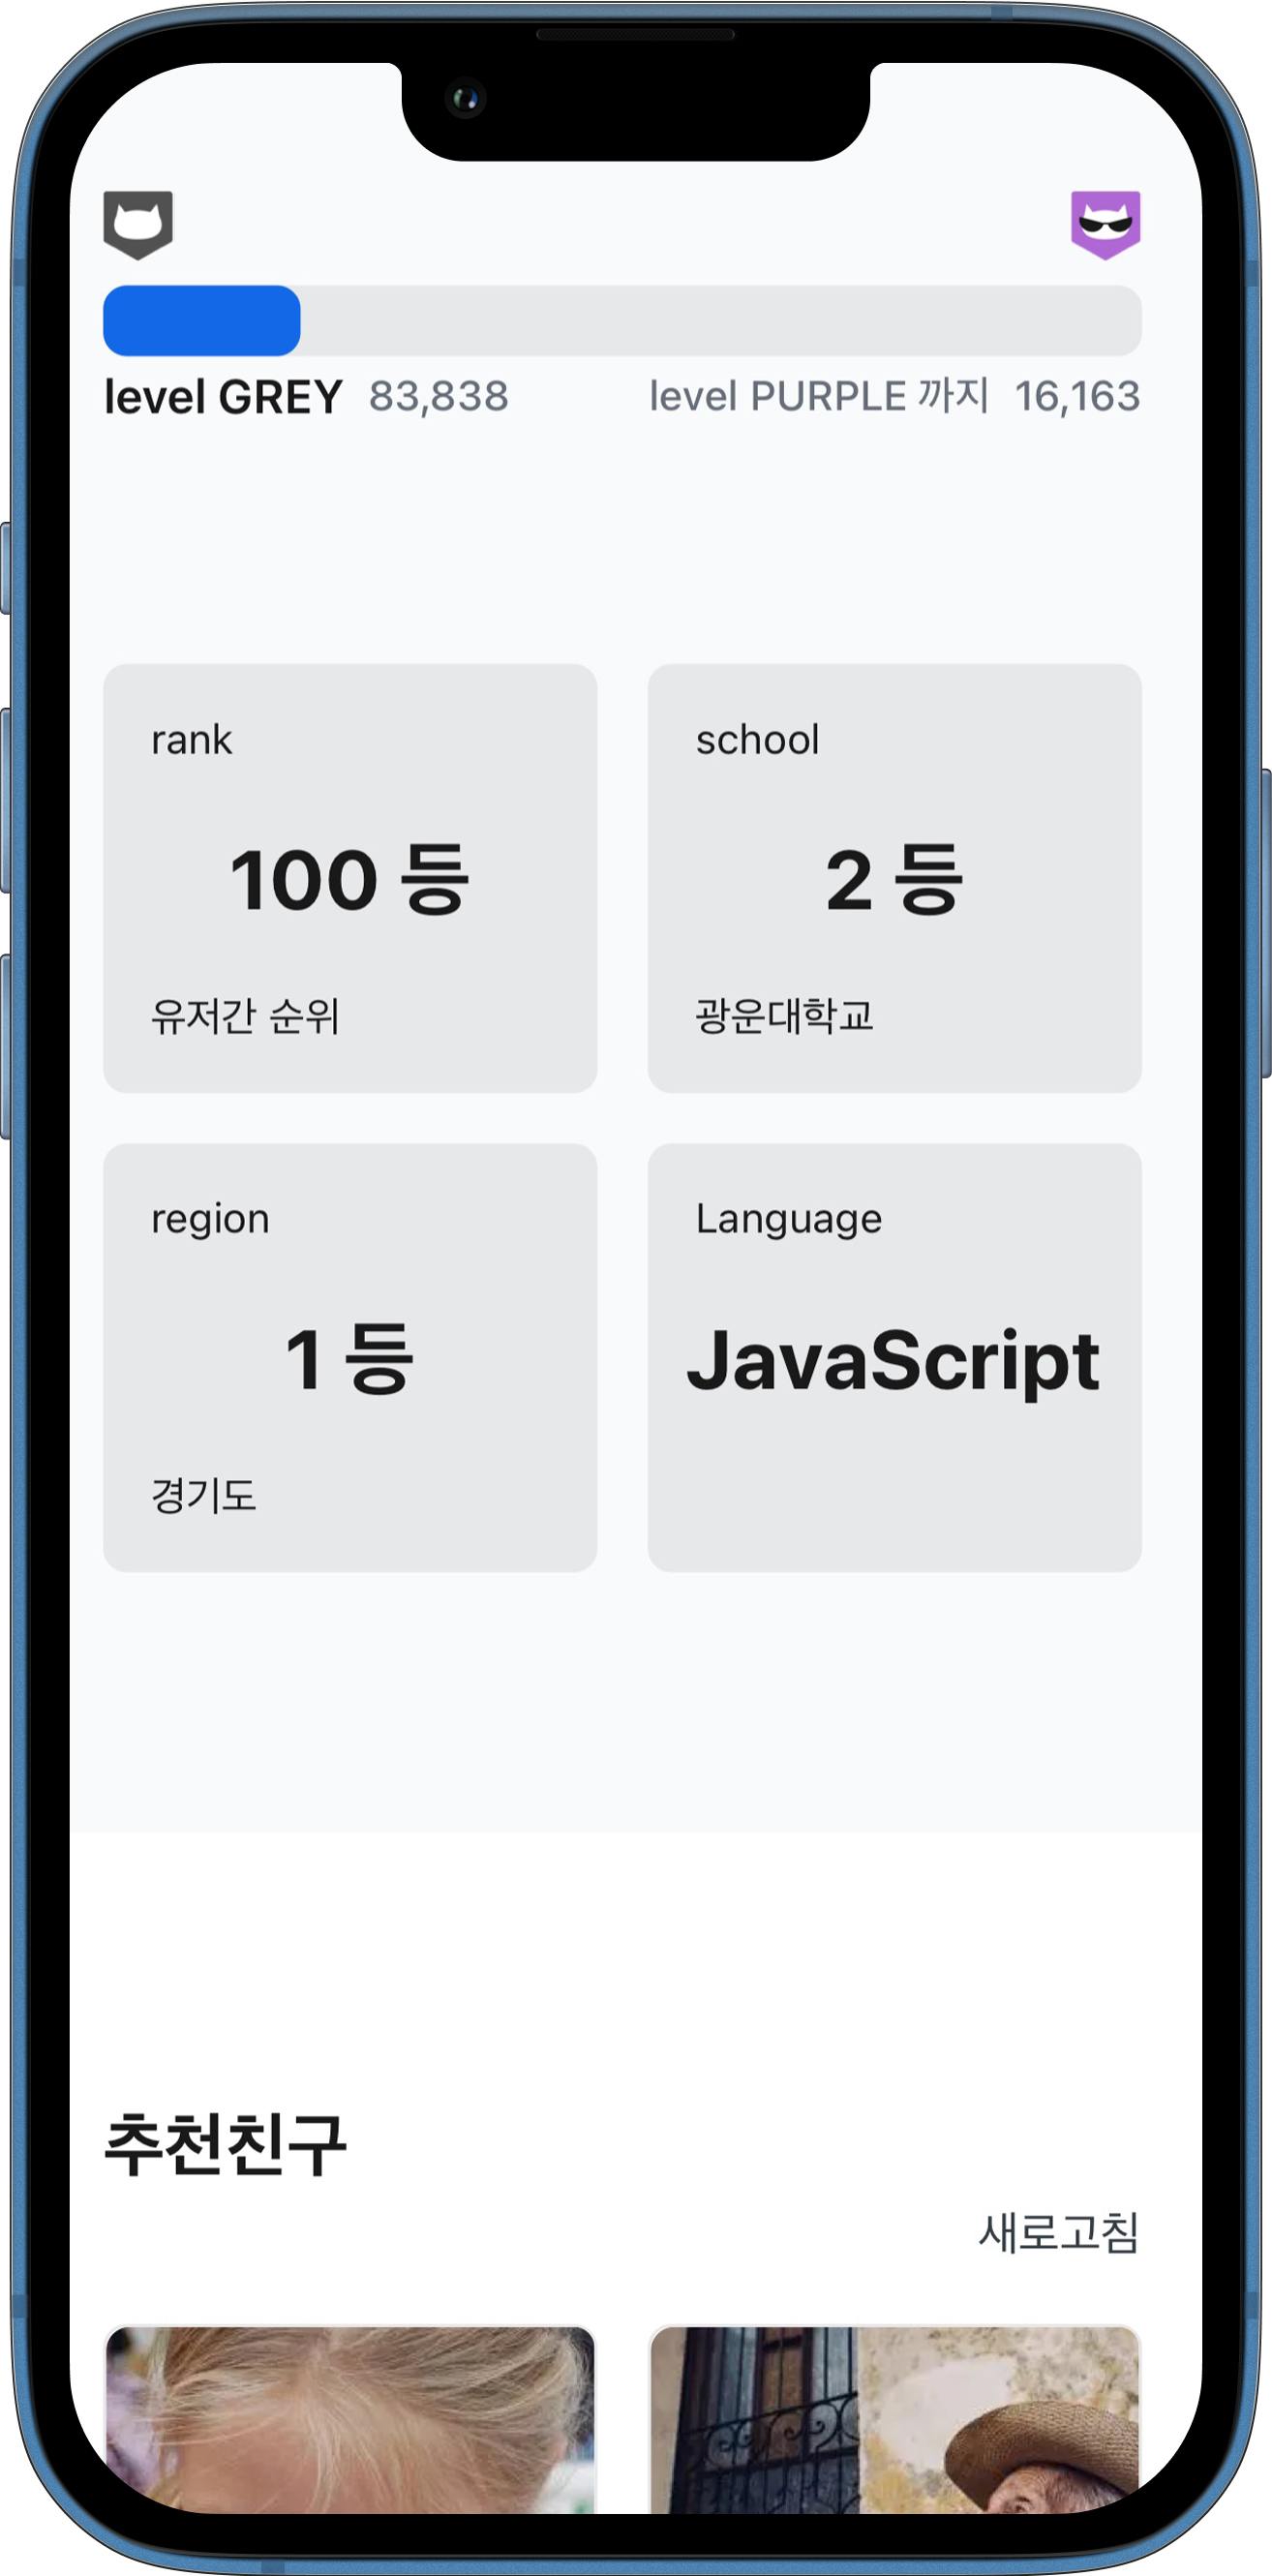 level GREY 83,838 level PURPLE 까지 16,163
rank
100 등
유저간 순위
school
2 등
광운대학교
region
1 등
경기도
Language
JavaScript
추천친구
새로고침